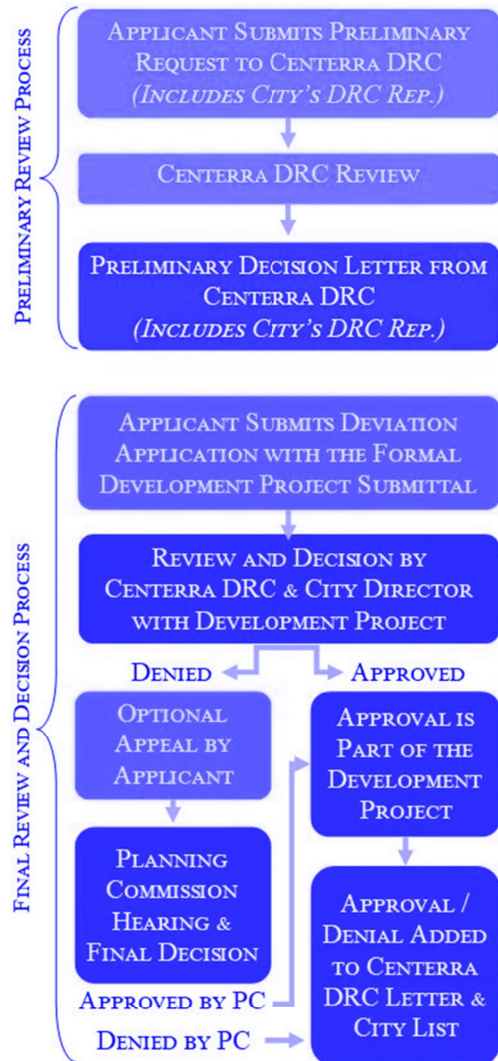 PRELIMINARY REVIEW PROCESS
APPLICANT SUBMITS PRELIMINARY
REQUEST TO CENTERRA DRC
(INCLUDES CITY'S DRC REP.)
CENTERRA DRC REVIEW
PRELIMINARY DECISION LETTER FROM
CENTERRA DRC
(INCLUDES CITY'S DRC REP.)
FINAL REVIEW AND DECISION PROCESS
APPLICANT SUBMITS DEVIATION
APPLICATION WITH THE FORMAL
DEVELOPMENT PROJECT SUBMITTAL
REVIEW AND DECISION BY
CENTERRA DRC & CITY DIRECTOR
WITH DEVELOPMENT PROJECT
DENIED
APPROVED
OPTIONAL
APPEAL BY
APPLICANT
APPROVAL IS
PART OF THE
DEVELOPMENT
PROJECT
PLANNING
COMMISSION
HEARING &
FINAL DECISION
APPROVED BY PC
DENIED BY PC
APPROVAL /
DENIAL ADDED
TO CENTERRA
DRC LETTER &
CITY LIST